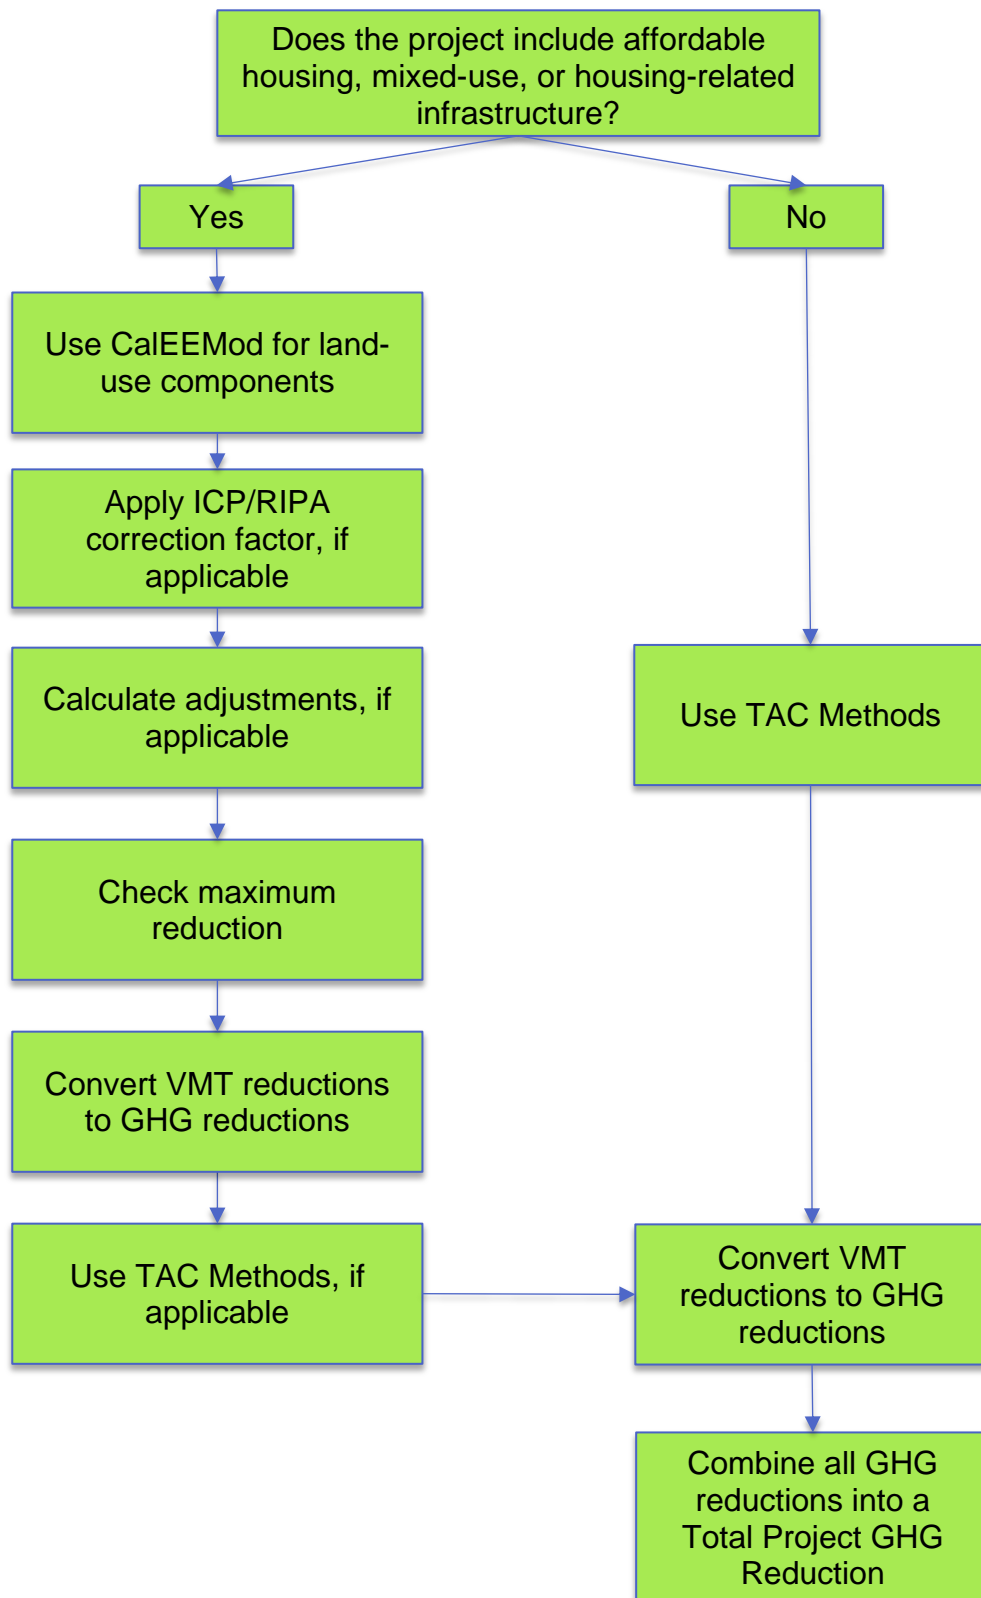 Does the project include affordable
housing, mixed-use, or housing-related
infrastructure?
Yes
No
Use CalEEMod for land-
use components
Apply ICP/RIPA
correction factor, if
applicable
Calculate adjustments, if
applicable
Use TAC Methods
Check maximum
reduction
Convert VMT reductions
to GHG reductions
Use TAC Methods, if
applicable
Convert VMT
reductions to GHG
reductions
Combine all GHG
reductions into a
Total Project GHG
Reduction